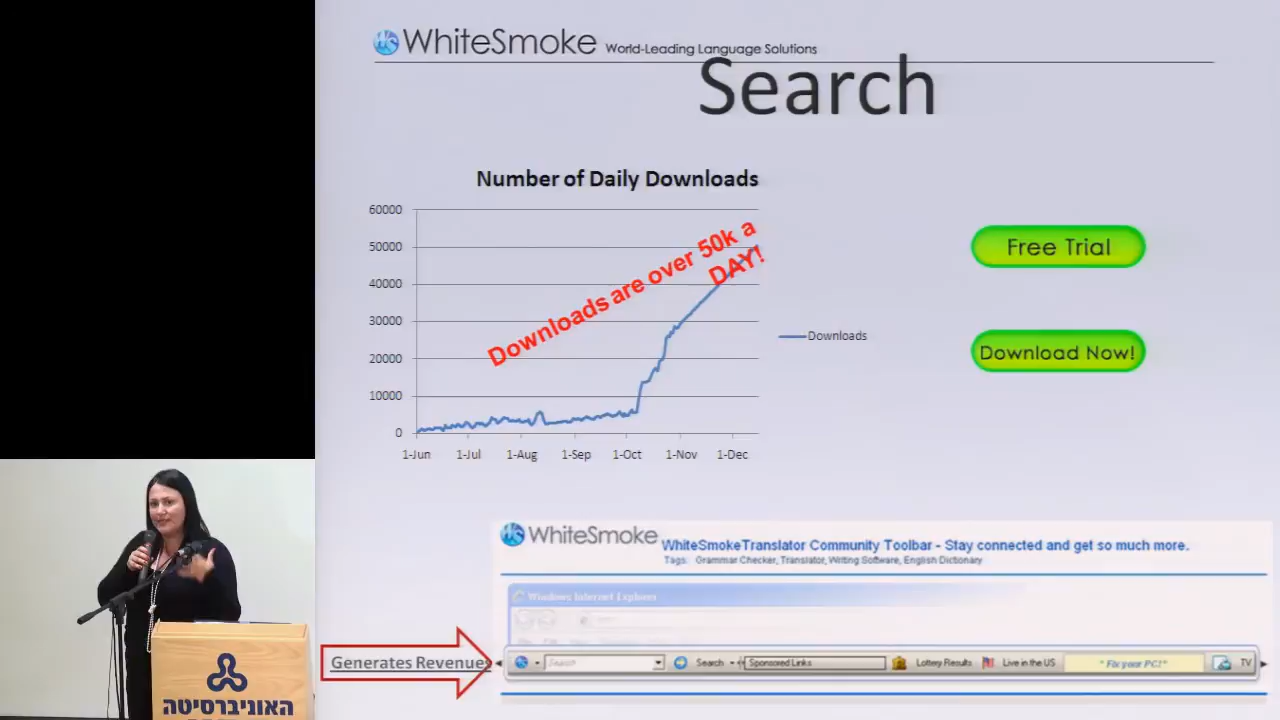 WhiteSmoke World-Leading Language Solutions
Search
Number of Daily Downloads
60000
50000
40000
30000
20000
10000
0
1-Jun 1-Jul 1-Aug 1-Sep 1-Oct 1-Nov 1-Dec
Downloads are over 50k a
DAY!
Downloads
Free Trial
Download Now!
WhiteSmoke
WhiteSmokeTranslator Community Toolbar - Stay connected and get so much more.
Tags: Grammar Checker, Translator, Writing Software, English Dictionary
Windows Internet Explorer
Generates Revenues
Search Search Sponsored Links Lottery Results Live in the US * Fix your PC!* TV
האוניברסיטה